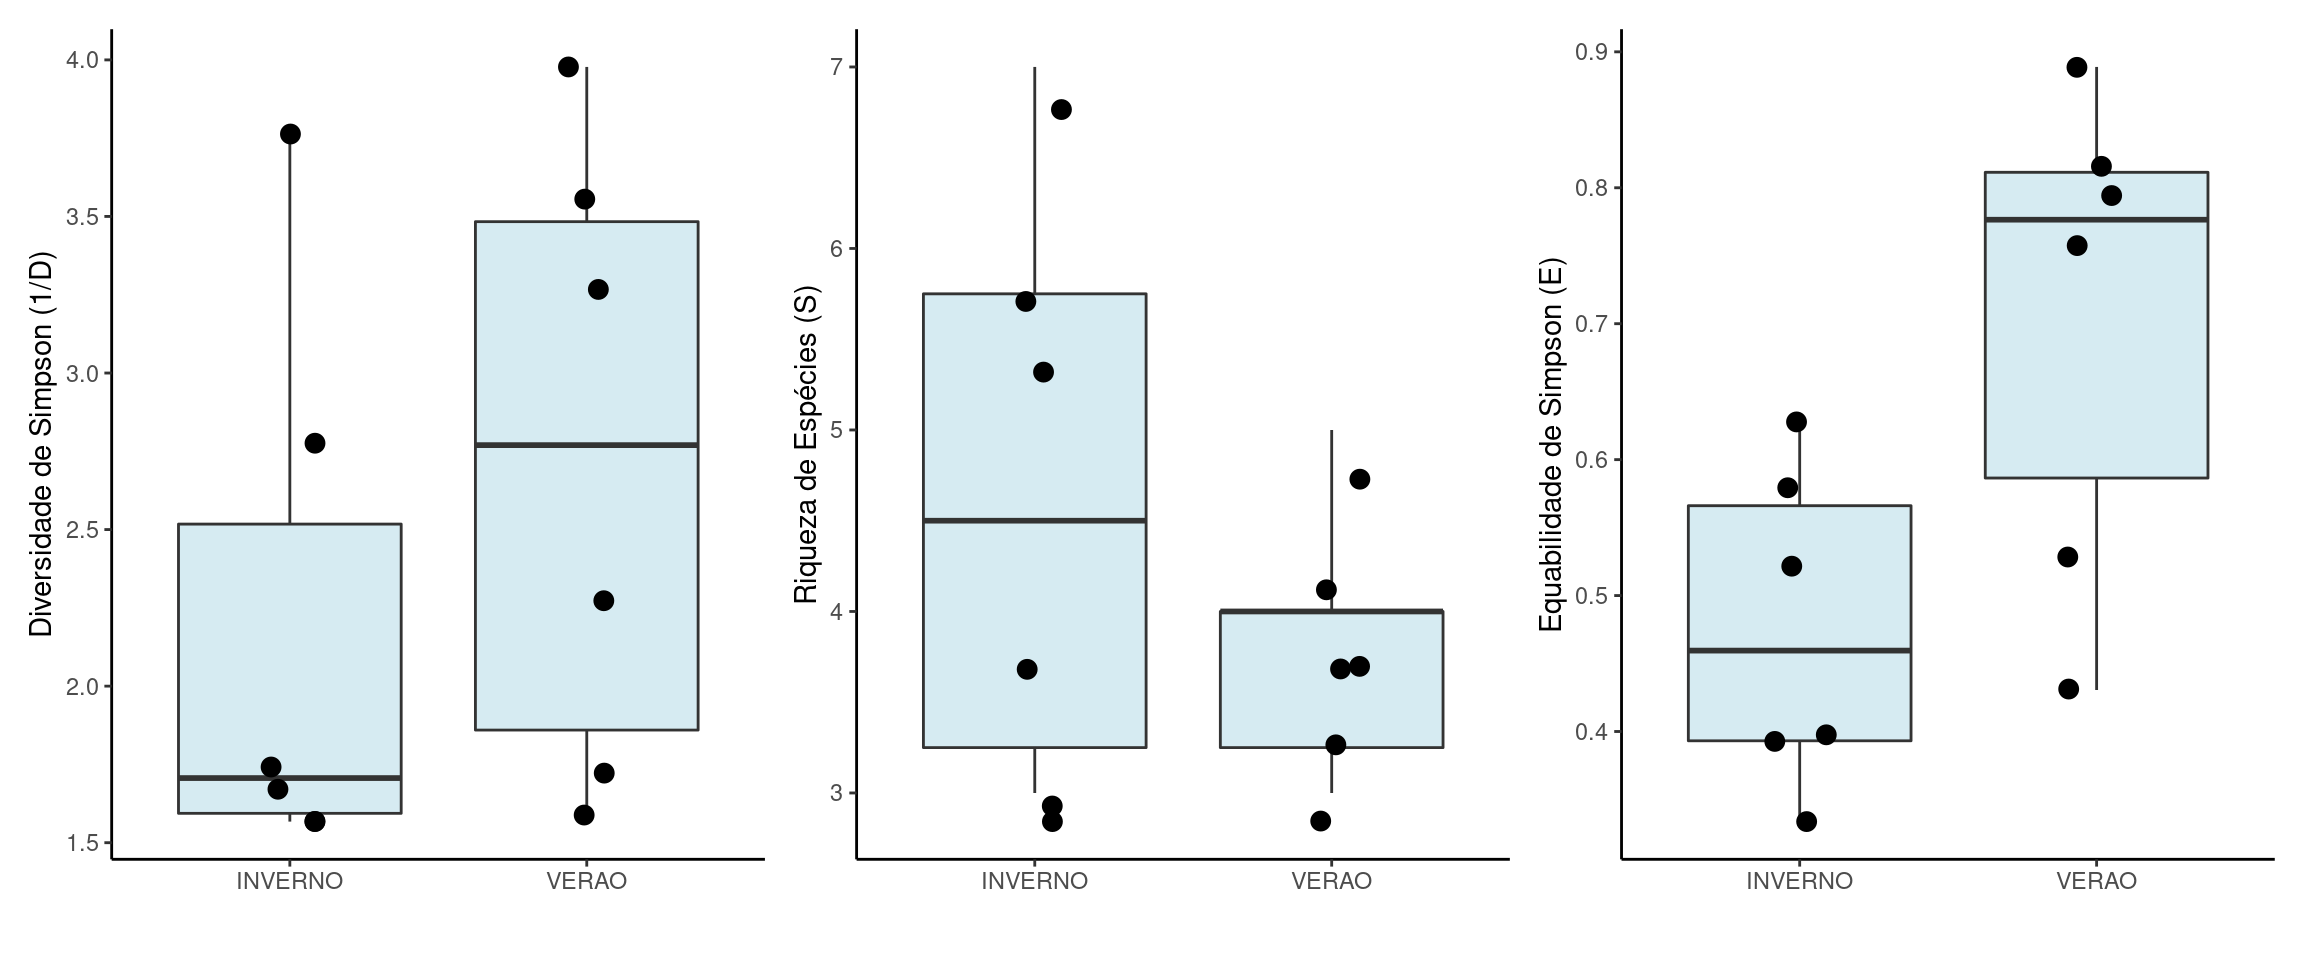 Diversidade de Simpson (1/D)
4.0
3.5
3.0
2.5
2.0
1.5
INVERNO
VERAO
Riqueza de Espécies (S)
7
6
5
4
3
INVERNO
VERAO
Equabilidade de Simpson (E)
0.9
0.8
0.7
0.6
0.5
0.4
INVERNO
VERAO